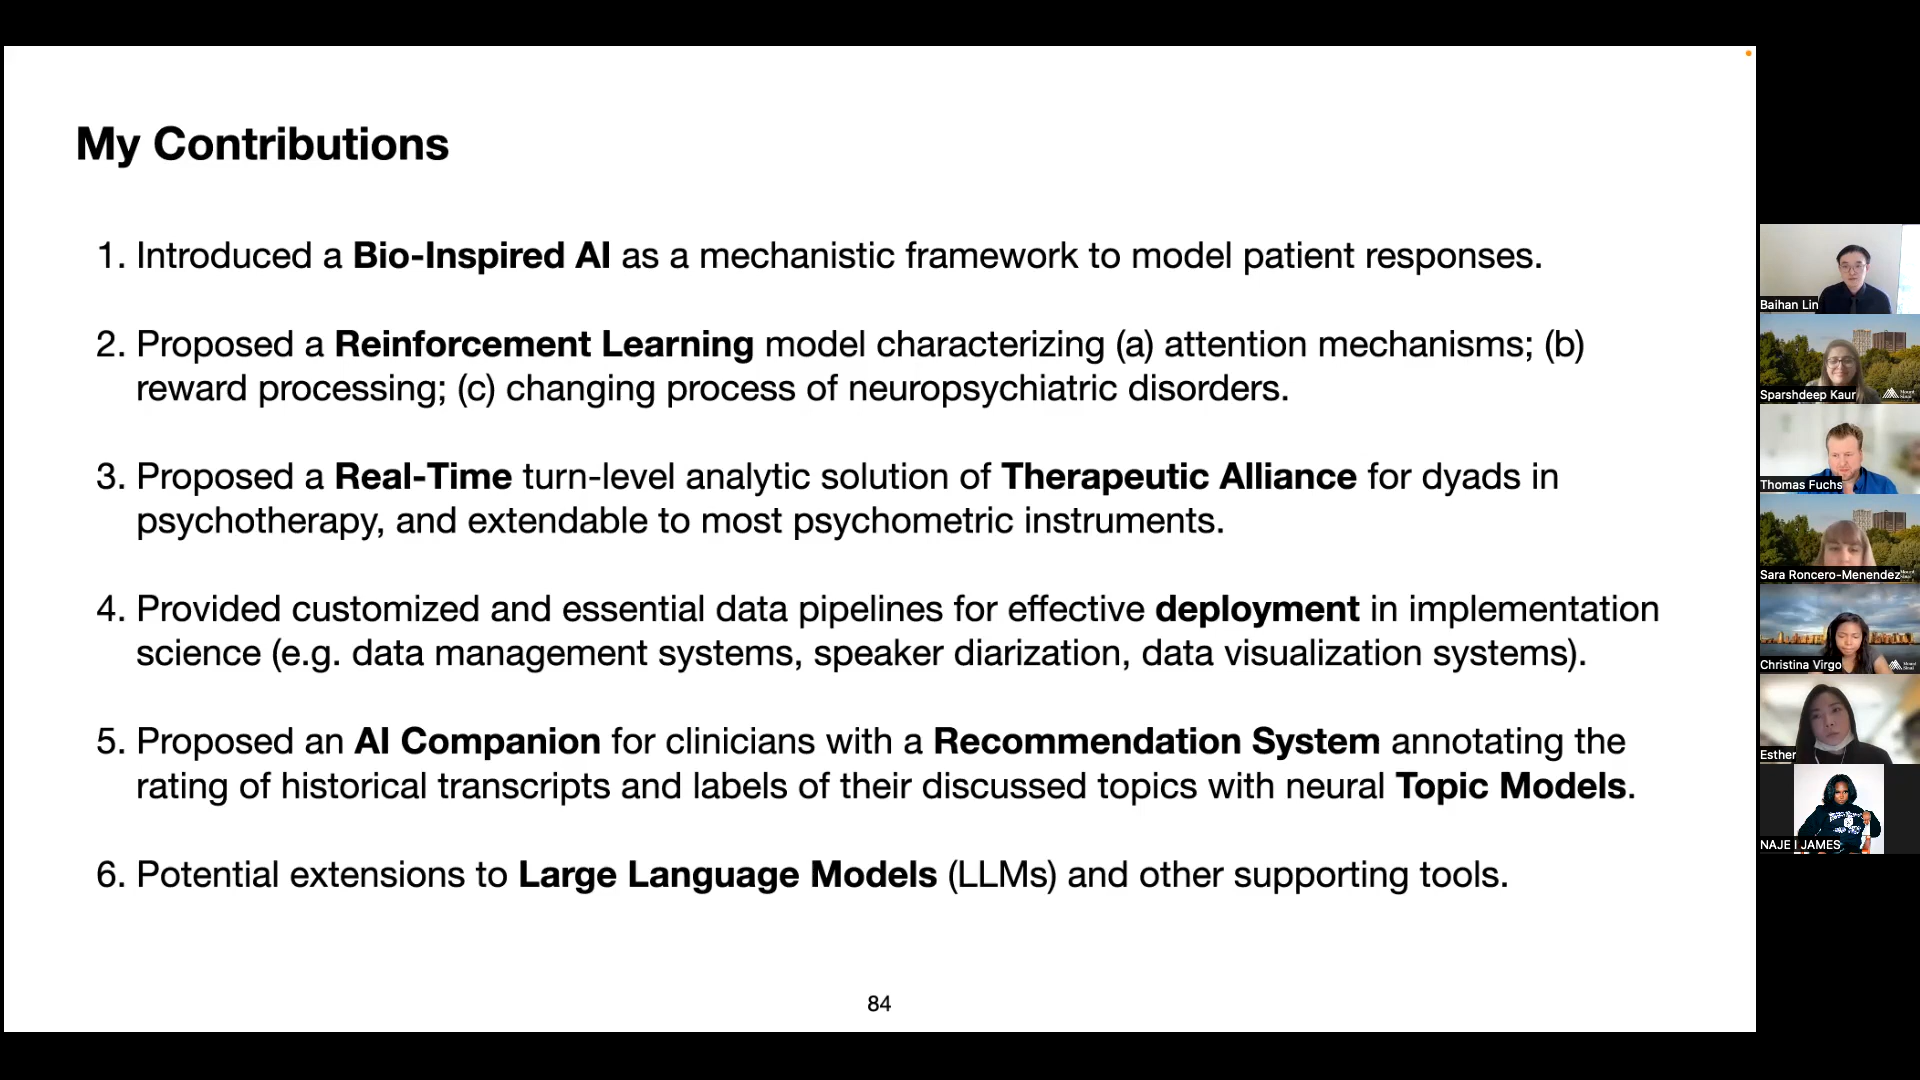 My Contributions
1. Introduced a Bio-Inspired AI as a mechanistic framework to model patient responses.
2. Proposed a Reinforcement Learning model characterizing (a) attention mechanisms; (b)
reward processing; (c) changing process of neuropsychiatric disorders.
3. Proposed a Real-Time turn-level analytic solution of Therapeutic Alliance for dyads in
psychotherapy, and extendable to most psychometric instruments.
4. Provided customized and essential data pipelines for effective deployment in implementation
science (e.g. data management systems, speaker diarization, data visualization systems).
5. Proposed an AI Companion for clinicians with a Recommendation System annotating the
rating of historical transcripts and labels of their discussed topics with neural Topic Models.
6. Potential extensions to Large Language Models (LLMs) and other supporting tools.
84
Baihan Lin
Sparshdeep Kaur
Thomas Fuchs
Sara Roncero-Menendez
Christina Virgo
Esther
NAJE I JAMES